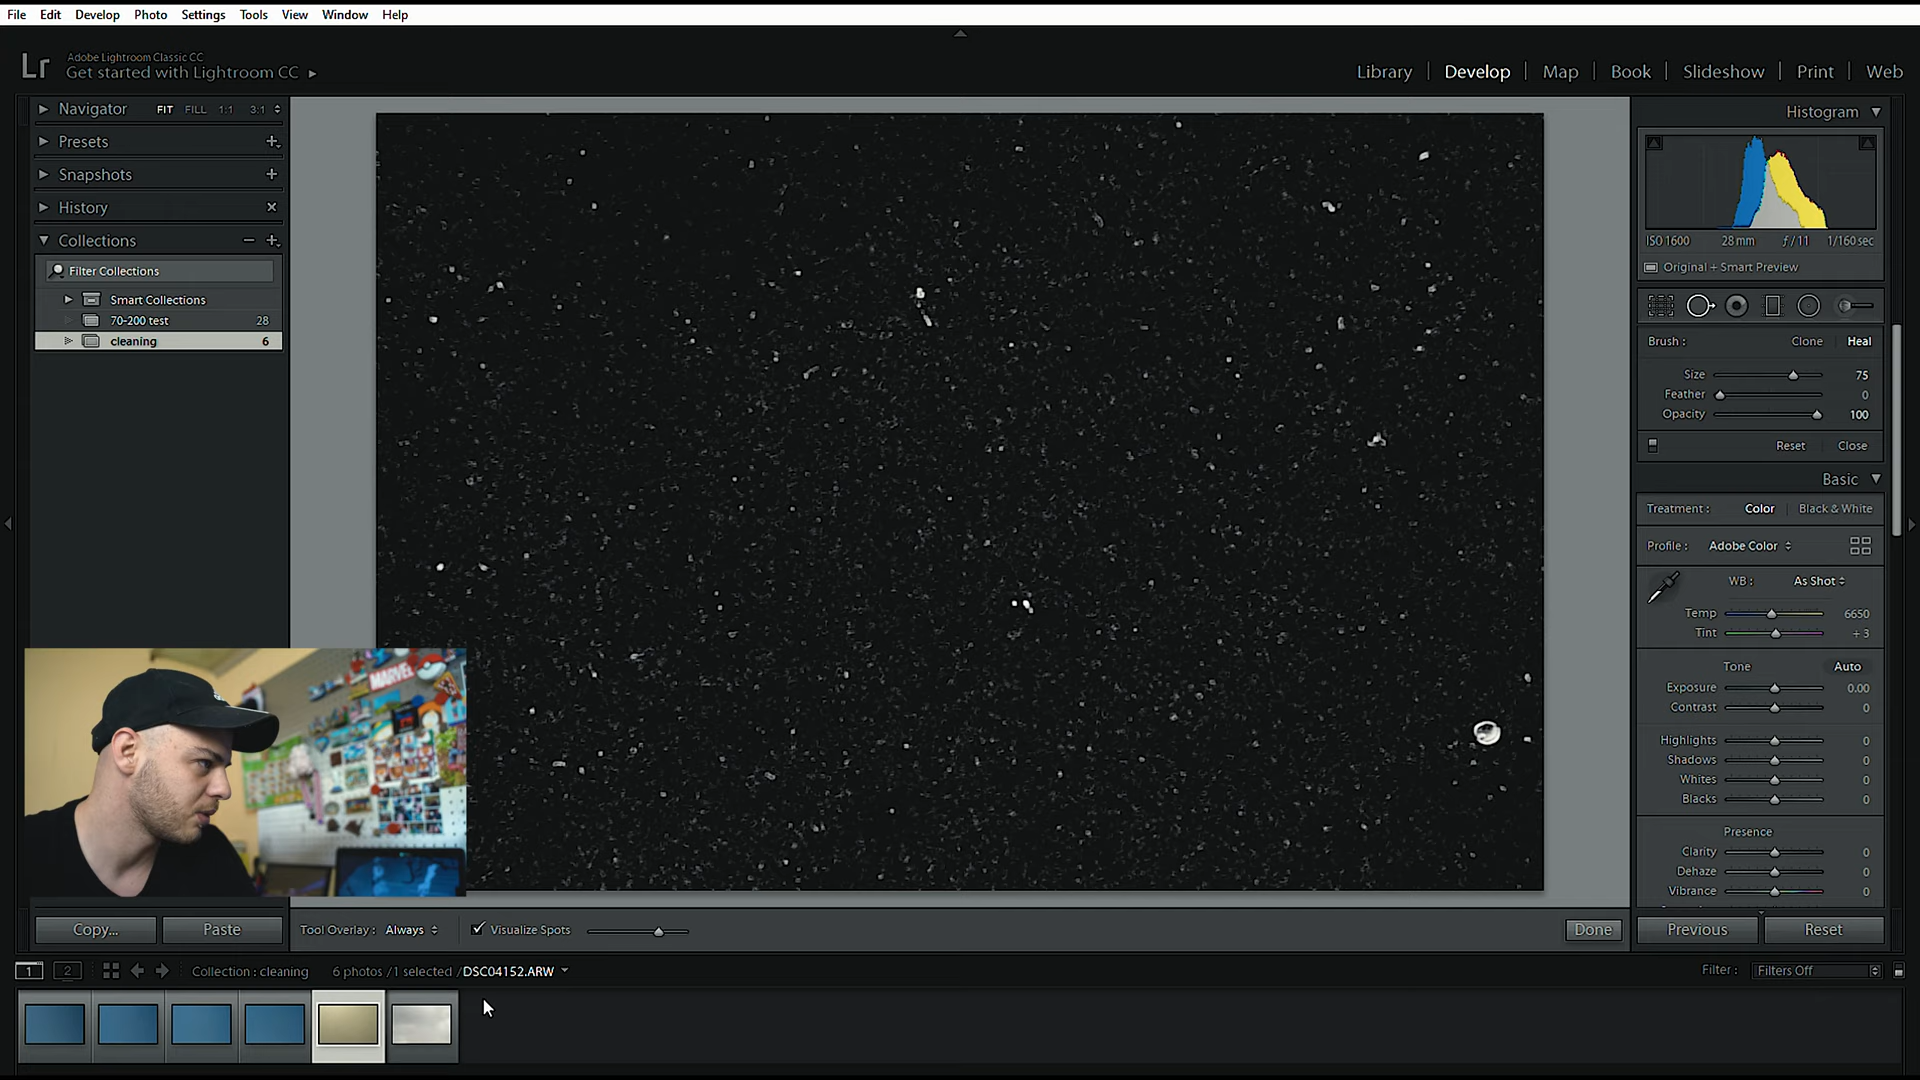 File Edit Develop Photo Settings Tools View Window Help
Lr
Adobe Lightroom Classic CC
Get started with Lightroom CC
Library Develop Map Book Slideshow Print Web
Navigator FIT FILL 1:1 3:1
Presets
Snapshots
History
Collections
Filter Collections
Smart Collections
70-200 test 28
cleaning 6
Histogram
ISO 1600 28 mm ƒ / 11 1/160 sec
Original + Smart Preview
Brush : Clone Heal
Size 75
Feather 0
Opacity 100
Reset Close
Basic
Treatment : Color Black & White
Profile : Adobe Color
WB : As Shot
Temp 6650
Tint + 3
Tone Auto
Exposure 0.00
Contrast 0
Highlights 0
Shadows 0
Whites 0
Blacks 0
Presence
Clarity 0
Dehaze 0
Vibrance 0
MARVEL
Copy... Paste
Tool Overlay : Always Visualize Spots Done
Previous Reset
1 2 Collection : cleaning 6 photos / 1 selected / DSC04152.ARW
Filter : Filters Off